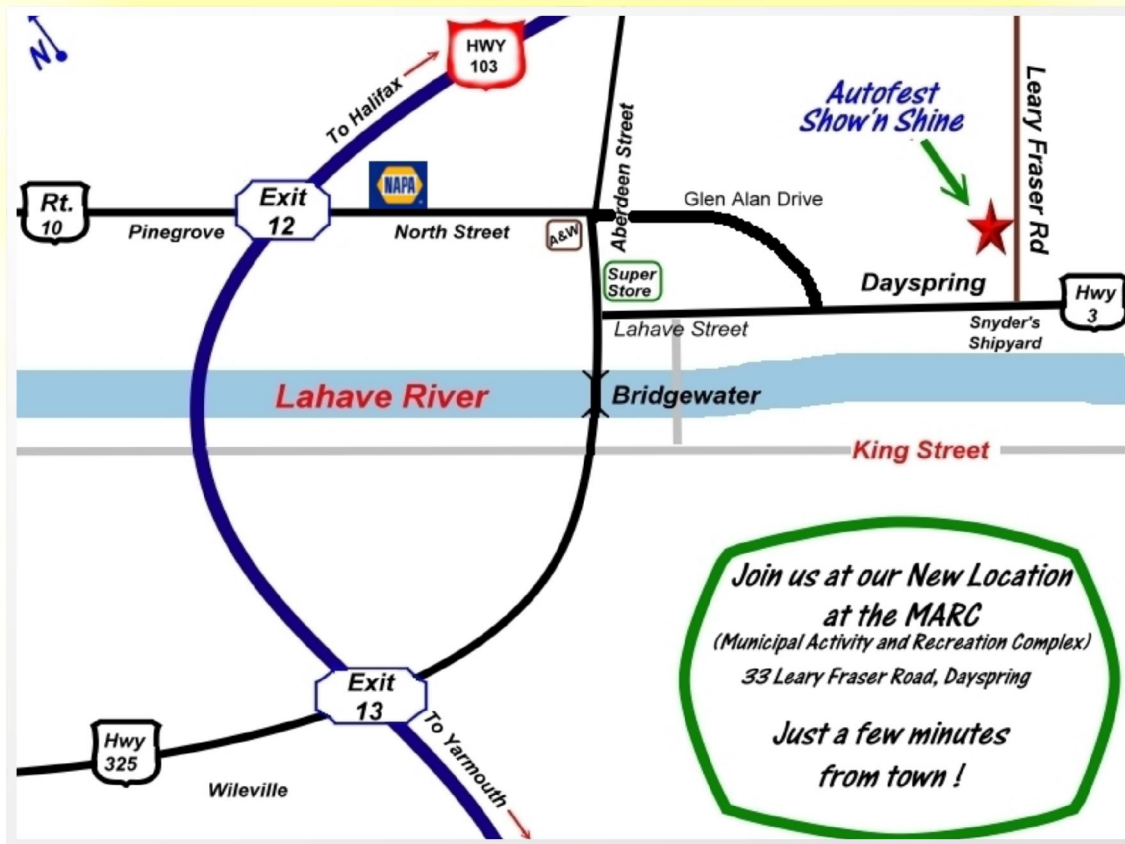 N
HWY
103
To Halifax
Autofest
Show'n Shine
Leary Fraser Rd
Aberdeen Street
NAPA
Rt.
10
Exit
12
Pinegrove
North Street
A&W
Glen Alan Drive
Super
Store
Dayspring
Hwy
3
Lahave Street
Snyder's
Shipyard
Lahave River
Bridgewater
King Street
Join us at our New Location
at the MARC
(Municipal Activity and Recreation Complex)
33 Leary Fraser Road, Dayspring
Just a few minutes
from town !
Exit
13
To Yarmouth
Hwy
325
Wileville